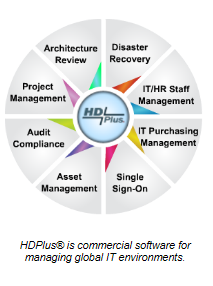 Architecture
Review
Disaster
Recovery
Project
Management
IT/HR Staff
Management
HD
Plus.
Audit
Compliance
IT Purchasing
Management
Asset
Management
Single
Sign-On
HDPlus® is commercial software for
managing global IT environments.